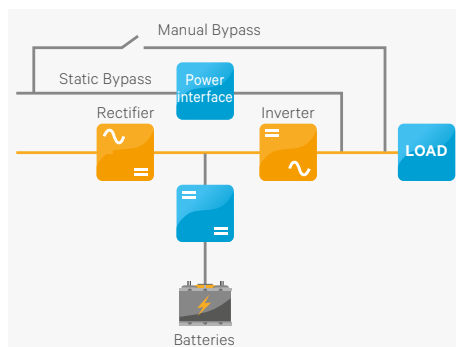 Manual Bypass
Static Bypass
Power
interface
Rectifier
Inverter
LOAD
Batteries